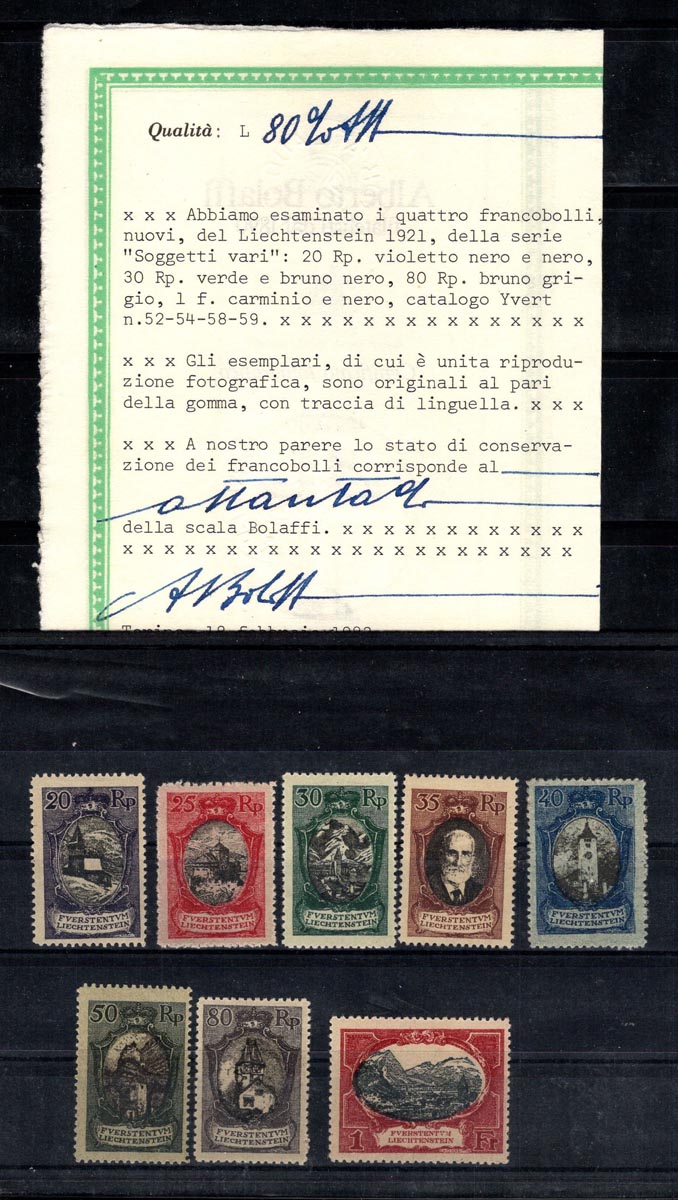 Qualità: L 80%
x x x Abbiamo esaminato i quattro francobolli,
nuovi, del Liechtenstein 1921, della serie
"Soggetti vari": 20 Rp. violetto nero e nero,
30 Rp. verde e bruno nero, 80 Rp. bruno gri-
gio, l f. carminio e nero, catalogo Yvert
n.52-54-58-59. x x x x x x x x x x x x x x x
x x x Gli esemplari, di cui è unita riprodu-
zione fotografica, sono originali al pari
della gomma, con traccia di linguella. x x x
x x x A nostro parere lo stato di conserva-
zione dei francobolli corrisponde al
ottanta%
della scala Bolaffi. x x x x x x x x x x x x
x x x x x x x x x x x x x x x x x x x x x x
ABolaffi
Torino, 18 febbraio 1983
20 Rp
FVERSTENTVM
LIECHTENSTEIN
25 Rp
FVERSTENTVM
LIECHTENSTEIN
30 Rp
FVERSTENTVM
LIECHTENSTEIN
35 Rp
FVERSTENTVM
LIECHTENSTEIN
40 Rp
FVERSTENTVM
LIECHTENSTEIN
50 Rp
FVERSTENTVM
LIECHTENSTEIN
80 Rp
FVERSTENTVM
LIECHTENSTEIN
FVERSTENTVM
1 LIECHTENSTEIN Fr